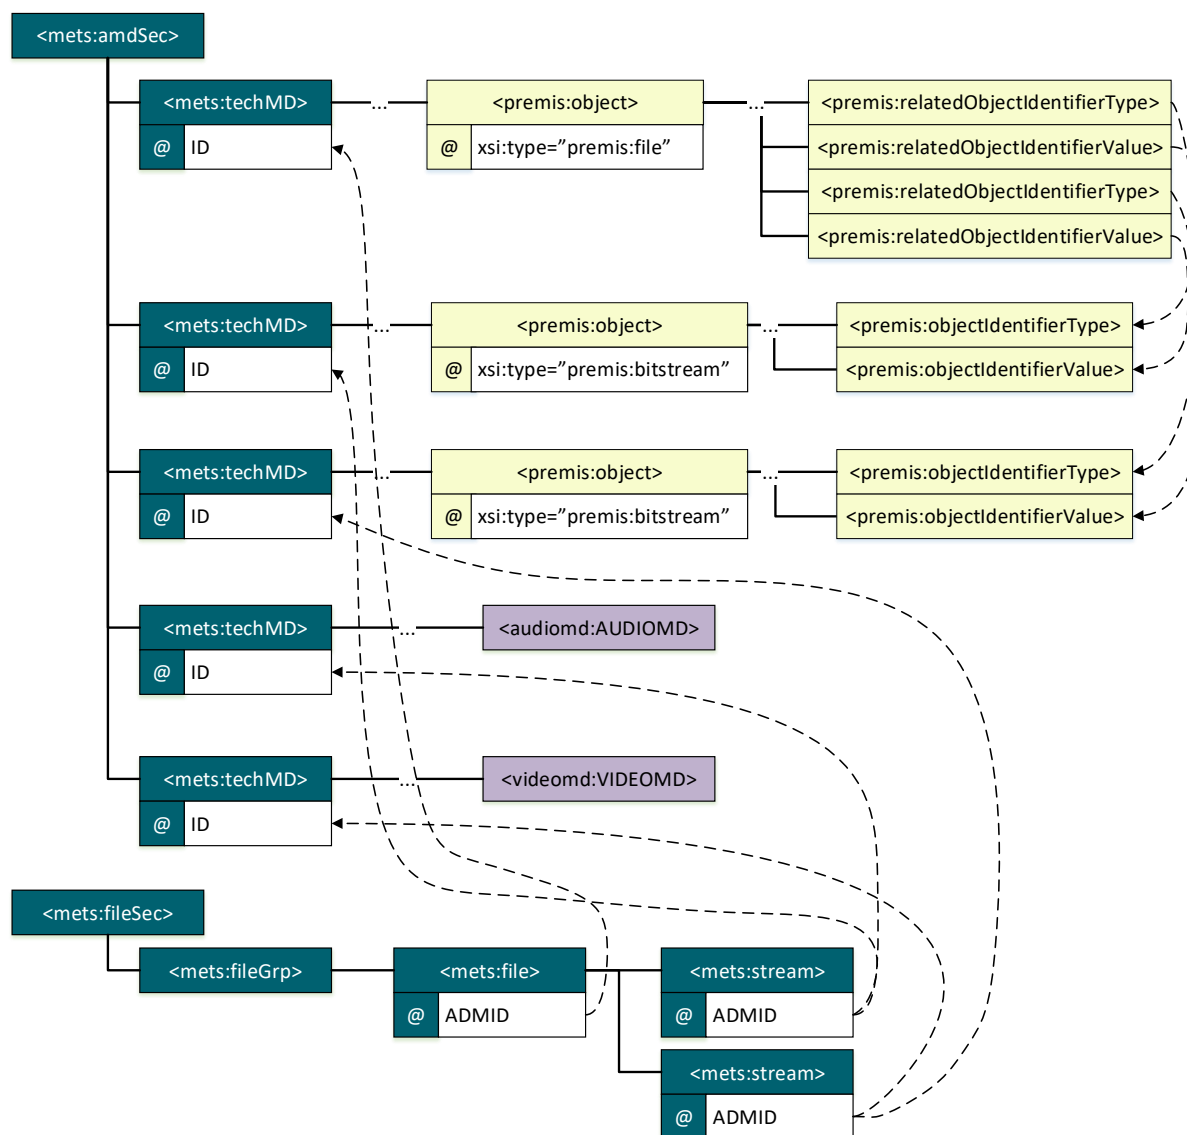 <mets:amdSec>
<mets:techMD> ... <premis:object> ... <premis:relatedObjectIdentifierType>
@ ID @ xsi:type=”premis:file” <premis:relatedObjectIdentifierValue>
<premis:relatedObjectIdentifierType>
<premis:relatedObjectIdentifierValue>
<mets:techMD> ... <premis:object> ... <premis:objectIdentifierType>
@ ID @ xsi:type=”premis:bitstream” <premis:objectIdentifierValue>
<mets:techMD> ... <premis:object> ... <premis:objectIdentifierType>
@ ID @ xsi:type=”premis:bitstream” <premis:objectIdentifierValue>
<mets:techMD> ... <audiomd:AUDIOMD>
@ ID
<mets:techMD> ... <videomd:VIDEOMD>
@ ID
<mets:fileSec>
<mets:fileGrp> <mets:file> <mets:stream>
@ ADMID @ ADMID
<mets:stream>
@ ADMID